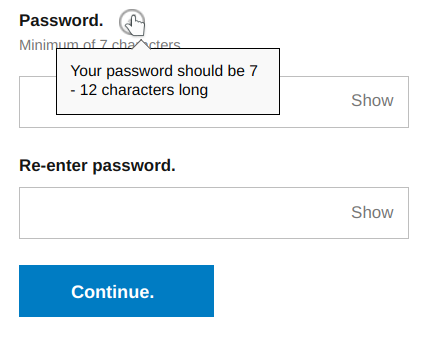 Password.
Minimum of 7 characters
Your password should be 7
- 12 characters long
Show
Re-enter password.
Show
Continue.